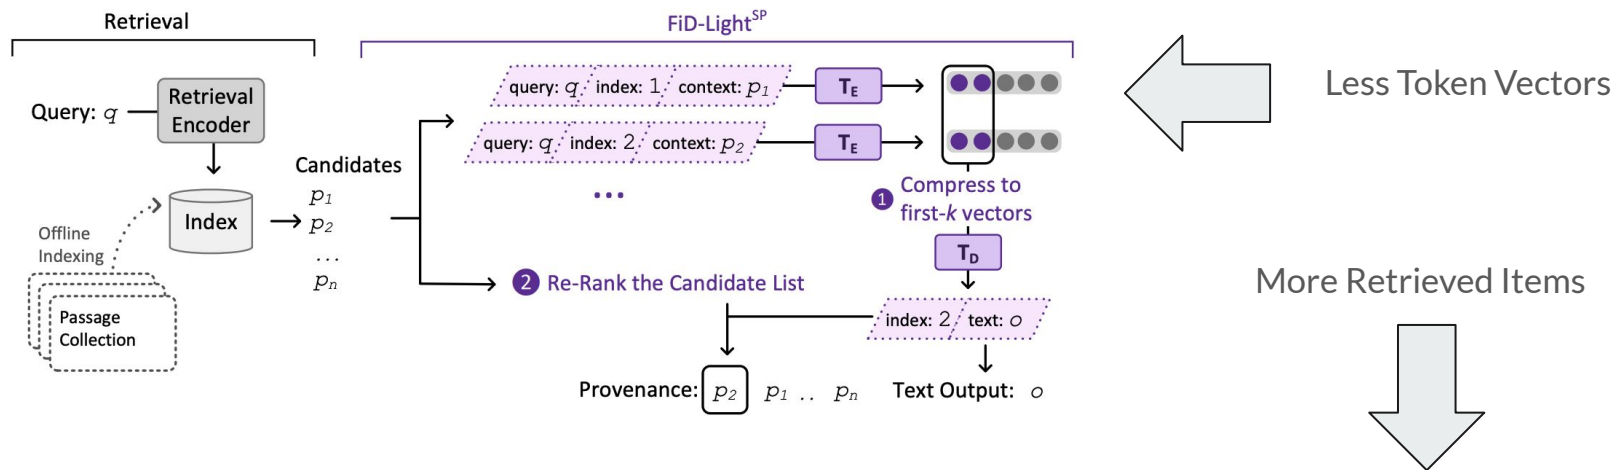 Retrieval
FiD-Light^SP
Query: q
Retrieval
Encoder
query: q index: 1 context: p1
T_E
Less Token Vectors
query: q index: 2 context: p2
T_E
Candidates
p1
p2
...
pn
...
1 Compress to
first-k vectors
Index
Offline
Indexing
T_D
Passage
Collection
2 Re-Rank the Candidate List
More Retrieved Items
index: 2 text: o
Provenance: p2 p1 .. pn
Text Output: o